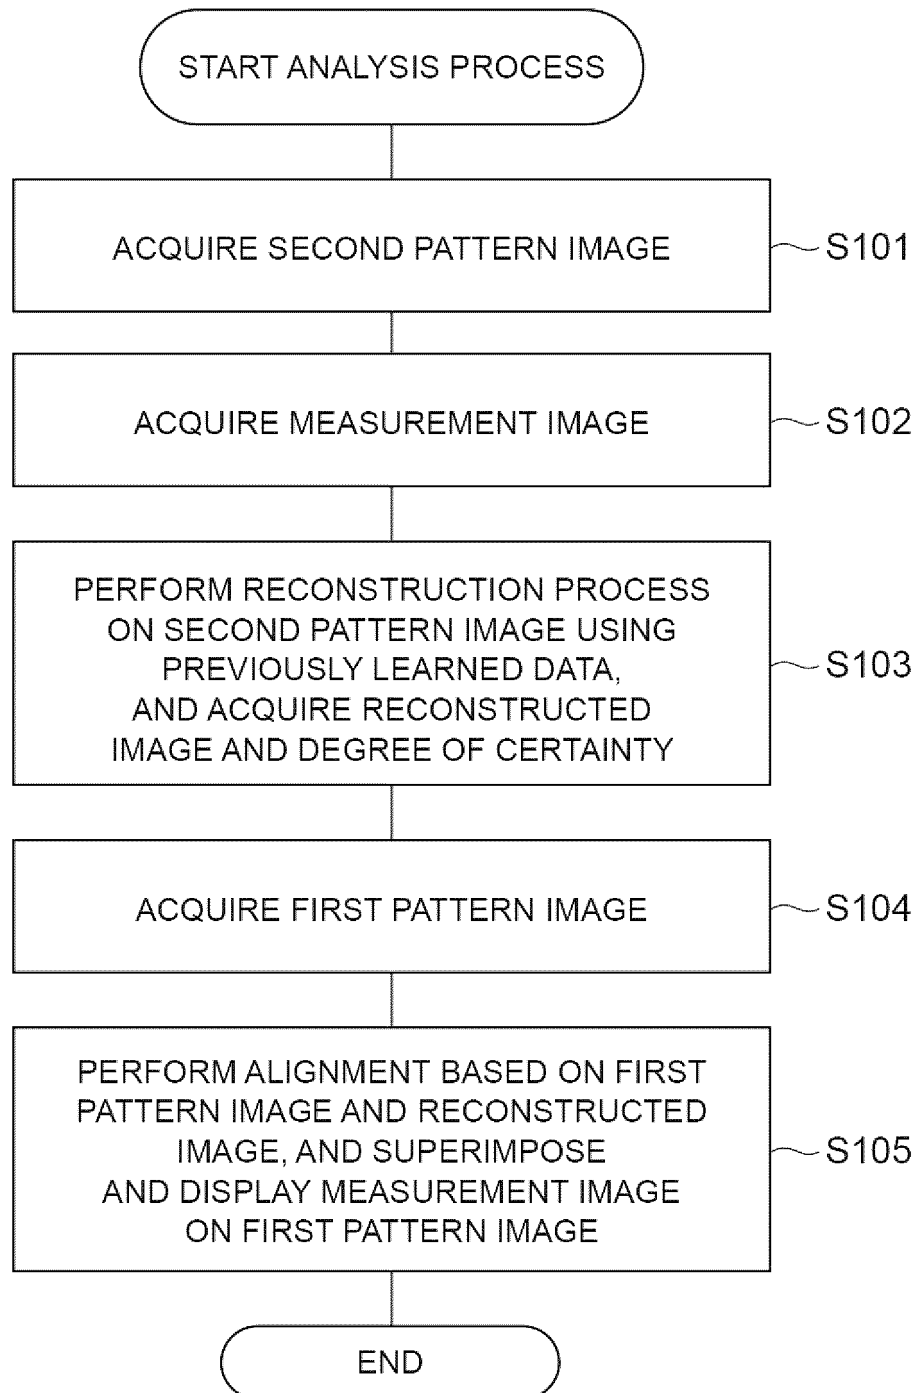 START ANALYSIS PROCESS
ACQUIRE SECOND PATTERN IMAGE
S101
ACQUIRE MEASUREMENT IMAGE
S102
PERFORM RECONSTRUCTION PROCESS
ON SECOND PATTERN IMAGE USING
PREVIOUSLY LEARNED DATA,
AND ACQUIRE RECONSTRUCTED
IMAGE AND DEGREE OF CERTAINTY
S103
ACQUIRE FIRST PATTERN IMAGE
S104
PERFORM ALIGNMENT BASED ON FIRST
PATTERN IMAGE AND RECONSTRUCTED
IMAGE, AND SUPERIMPOSE
AND DISPLAY MEASUREMENT IMAGE
ON FIRST PATTERN IMAGE
S105
END